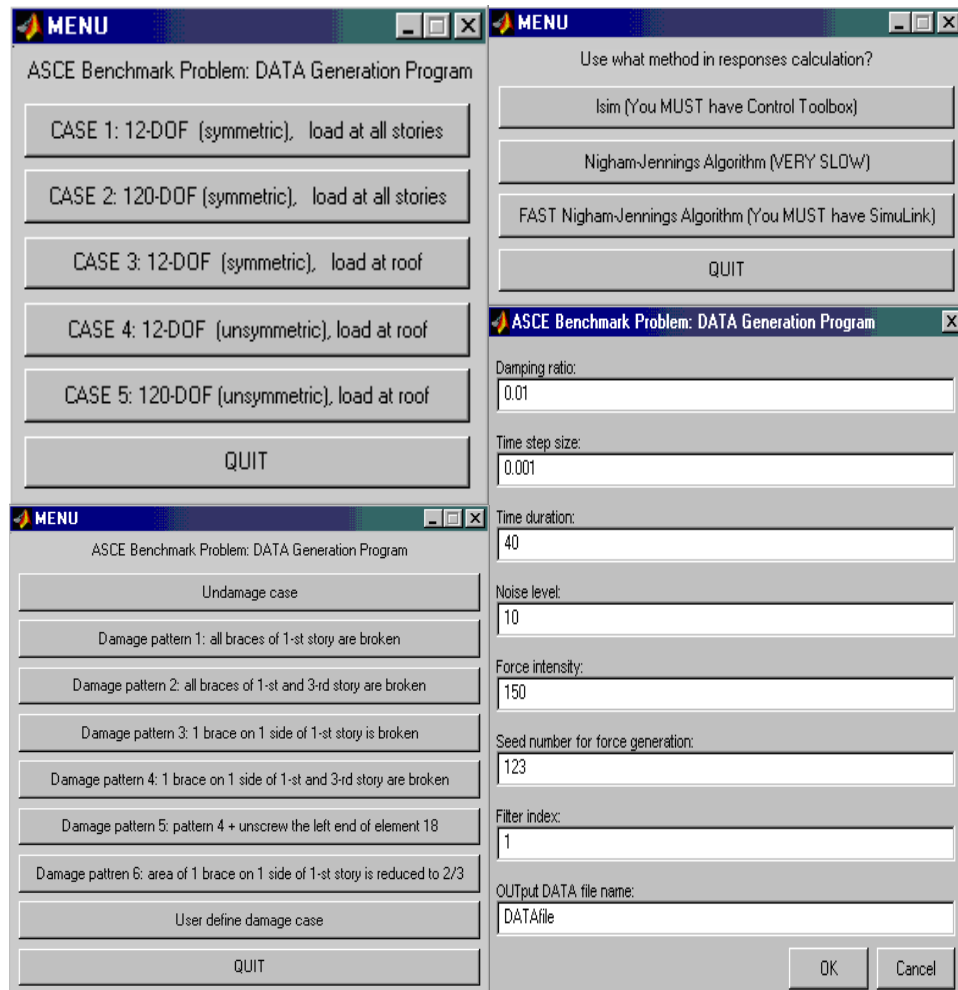 MENU
ASCE Benchmark Problem: DATA Generation Program
CASE 1: 12-DOF (symmetric), load at all stories
CASE 2: 120-DOF (symmetric), load at all stories
CASE 3: 12-DOF (symmetric), load at roof
CASE 4: 12-DOF (unsymmetric), load at roof
CASE 5: 120-DOF (unsymmetric), load at roof
QUIT
MENU
Use what method in responses calculation?
lsim (You MUST have Control Toolbox)
Nigham-Jennings Algorithm (VERY SLOW)
FAST Nigham-Jennings Algorithm (You MUST have SimuLink)
QUIT
MENU
ASCE Benchmark Problem: DATA Generation Program
Undamage case
Damage pattern 1: all braces of 1-st story are broken
Damage pattern 2: all braces of 1-st and 3-rd story are broken
Damage pattern 3: 1 brace on 1 side of 1-st story is broken
Damage pattern 4: 1 brace on 1 side of 1-st and 3-rd story are broken
Damage pattern 5: pattern 4 + unscrew the left end of element 18
Damage pattren 6: area of 1 brace on 1 side of 1-st story is reduced to 2/3
User define damage case
QUIT
ASCE Benchmark Problem: DATA Generation Program
Damping ratio:
0.01
Time step size:
0.001
Time duration:
40
Noise level:
10
Force intensity:
150
Seed number for force generation:
123
Filter index:
1
OUTput DATA file name:
DATAfile
OK Cancel